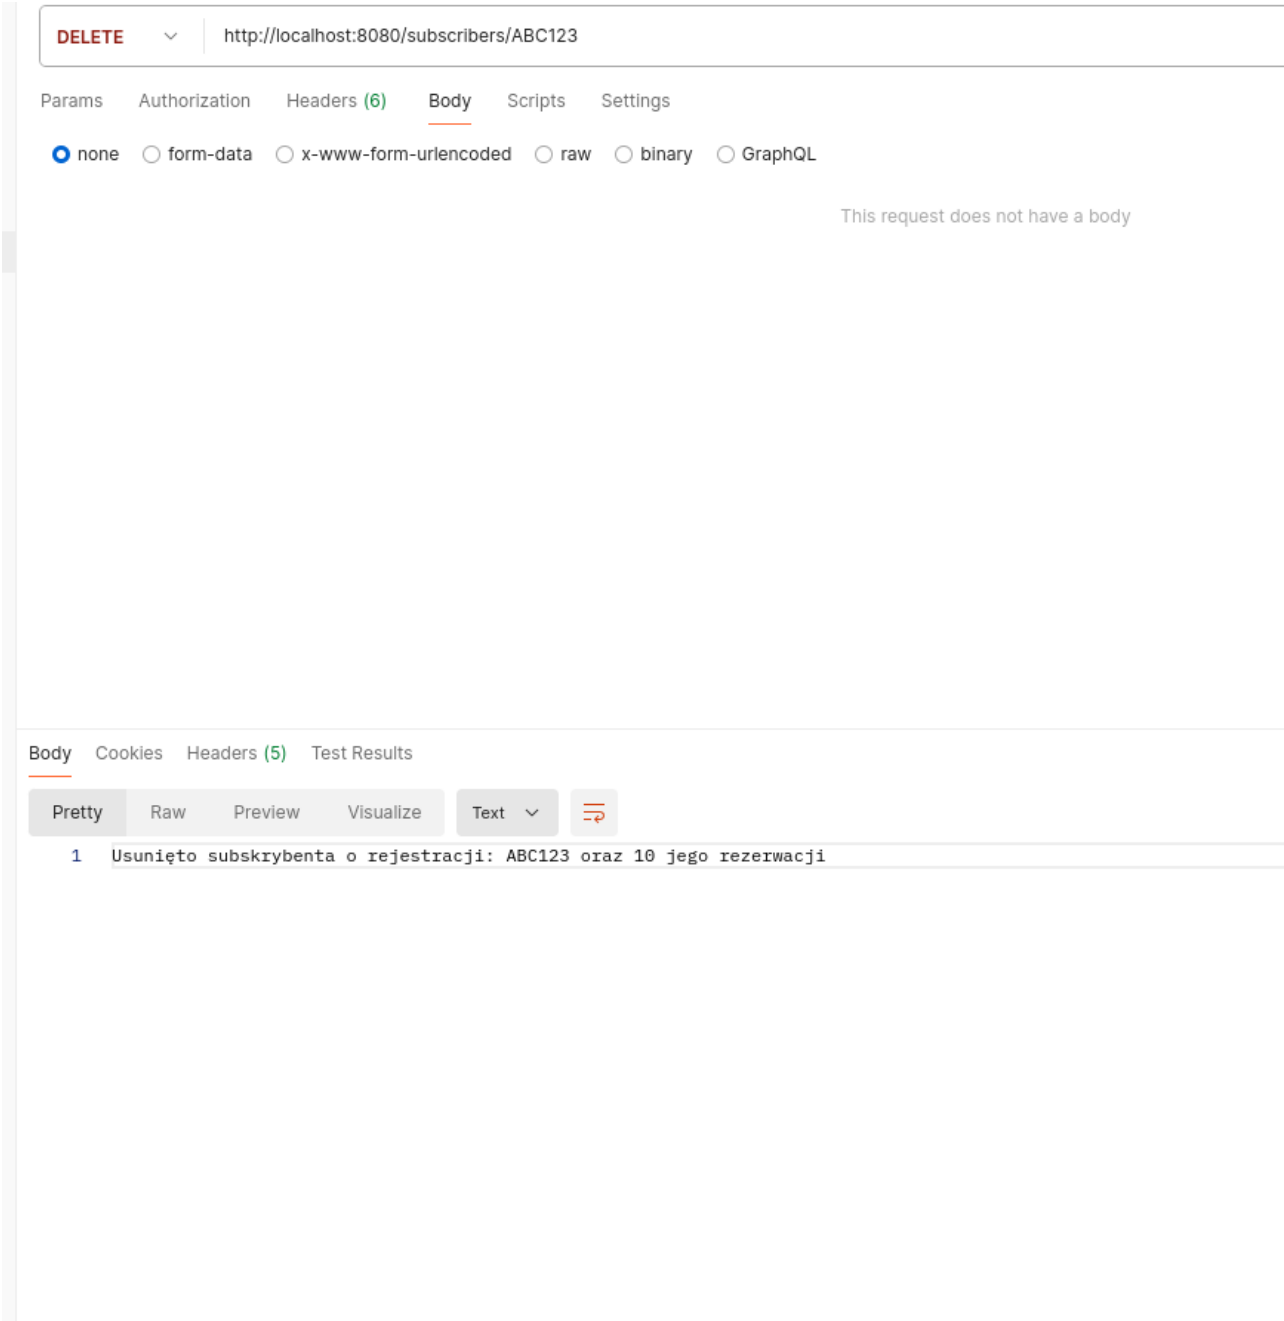 DELETE http://localhost:8080/subscribers/ABC123
Params Authorization Headers (6) Body Scripts Settings
none form-data x-www-form-urlencoded raw binary GraphQL
This request does not have a body
Body Cookies Headers (5) Test Results
Pretty Raw Preview Visualize Text
1 Usunięto subskrybenta o rejestracji: ABC123 oraz 10 jego rezerwacji